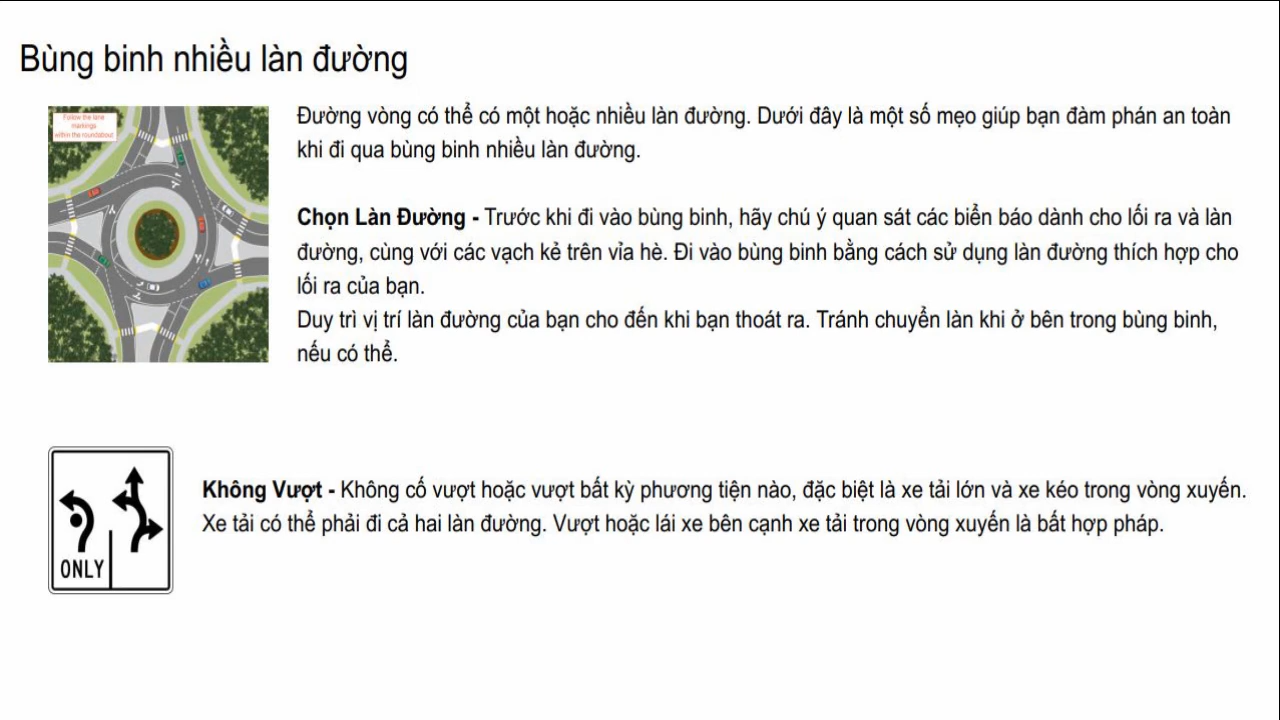 Bùng binh nhiều làn đường
Follow the lane
markings
within the roundabout
Đường vòng có thể có một hoặc nhiều làn đường. Dưới đây là một số mẹo giúp bạn đàm phán an toàn
khi đi qua bùng binh nhiều làn đường.
Chọn Làn Đường - Trước khi đi vào bùng binh, hãy chú ý quan sát các biển báo dành cho lối ra và làn
đường, cùng với các vạch kẻ trên vỉa hè. Đi vào bùng binh bằng cách sử dụng làn đường thích hợp cho
lối ra của bạn.
Duy trì vị trí làn đường của bạn cho đến khi bạn thoát ra. Tránh chuyển làn khi ở bên trong bùng binh,
nếu có thể.
Không Vượt - Không cố vượt hoặc vượt bất kỳ phương tiện nào, đặc biệt là xe tải lớn và xe kéo trong vòng xuyến.
Xe tải có thể phải đi cả hai làn đường. Vượt hoặc lái xe bên cạnh xe tải trong vòng xuyến là bất hợp pháp.
ONLY